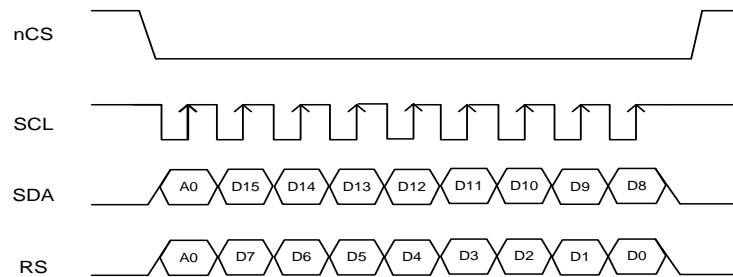 nCS
SCL
SDA A0 D15 D14 D13 D12 D11 D10 D9 D8
RS A0 D7 D6 D5 D4 D3 D2 D1 D0